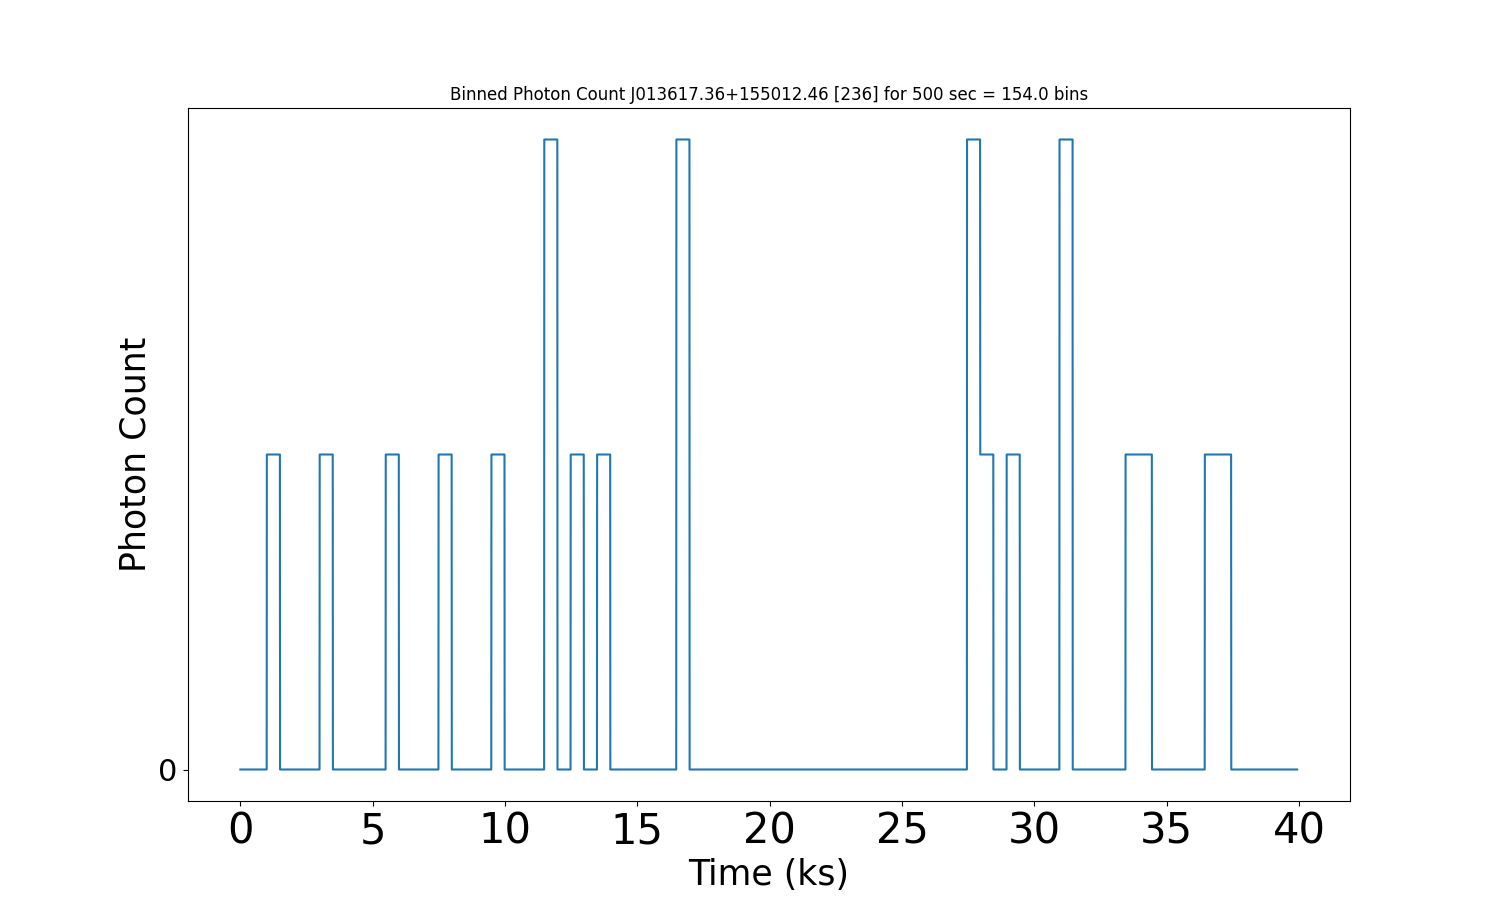 Binned Photon Count J013617.36+155012.46 [236] for 500 sec = 154.0 bins
Photon Count
0
0 5 10 15 20 25 30 35 40
Time (ks)